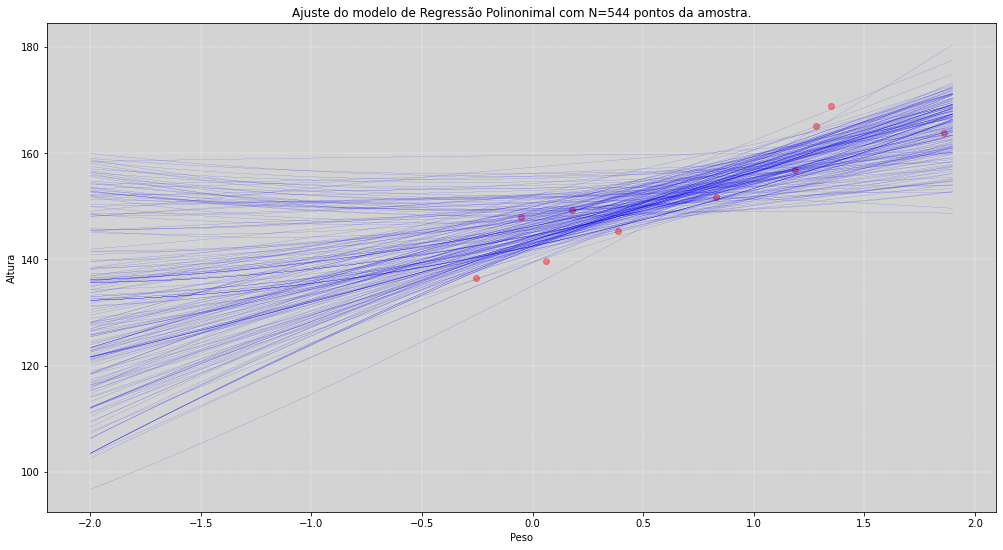 Ajuste do modelo de Regressão Polinonimal com N=544 pontos da amostra.
180
160
140
120
100
Altura
−2.0 −1.5 −1.0 −0.5 0.0 0.5 1.0 1.5 2.0
Peso